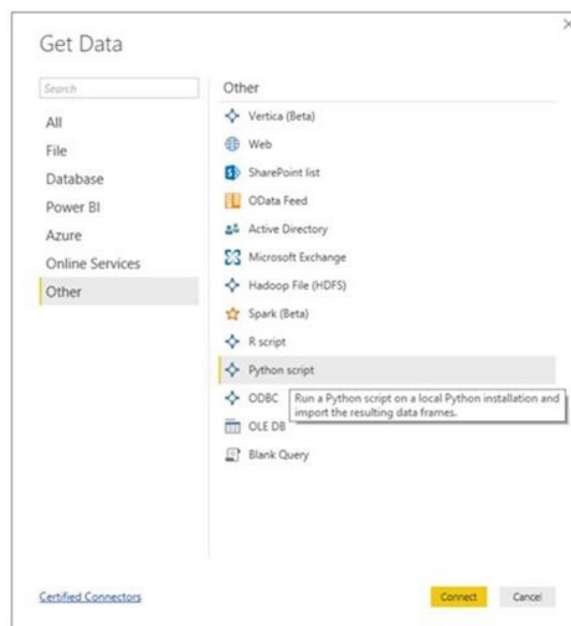 Get Data
Search
All
File
Database
Power BI
Azure
Online Services
Other
Other
Vertica (Beta)
Web
SharePoint list
OData Feed
Active Directory
Microsoft Exchange
Hadoop File (HDFS)
Spark (Beta)
R script
Python script
ODBC
Run a Python script on a local Python installation and
import the resulting data frames.
OLE DB
Blank Query
Certified Connectors
Connect
Cancel